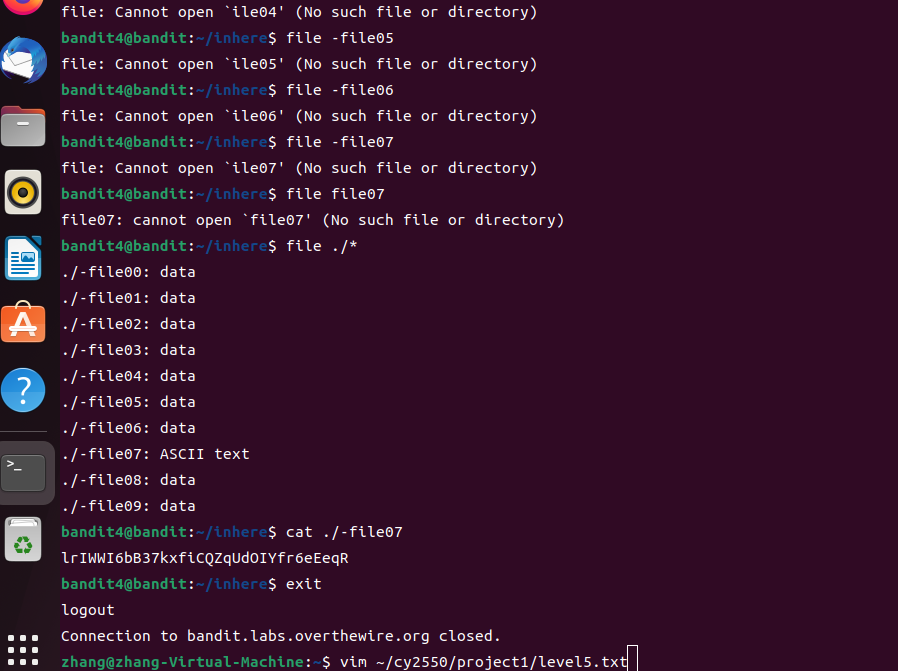 file: Cannot open `ile04' (No such file or directory)
bandit4@bandit:~/inhere$ file -file05
file: Cannot open `ile05' (No such file or directory)
bandit4@bandit:~/inhere$ file -file06
file: Cannot open `ile06' (No such file or directory)
bandit4@bandit:~/inhere$ file -file07
file: Cannot open `ile07' (No such file or directory)
bandit4@bandit:~/inhere$ file file07
file07: cannot open `file07' (No such file or directory)
bandit4@bandit:~/inhere$ file ./*
./-file00: data
./-file01: data
./-file02: data
./-file03: data
./-file04: data
./-file05: data
./-file06: data
./-file07: ASCII text
./-file08: data
./-file09: data
bandit4@bandit:~/inhere$ cat ./-file07
lrIWWI6bB37kxfiCQZqUdOIYfr6eEeqR
bandit4@bandit:~/inhere$ exit
logout
Connection to bandit.labs.overthewire.org closed.
zhang@zhang-Virtual-Machine:~$ vim ~/cy2550/project1/level5.txt